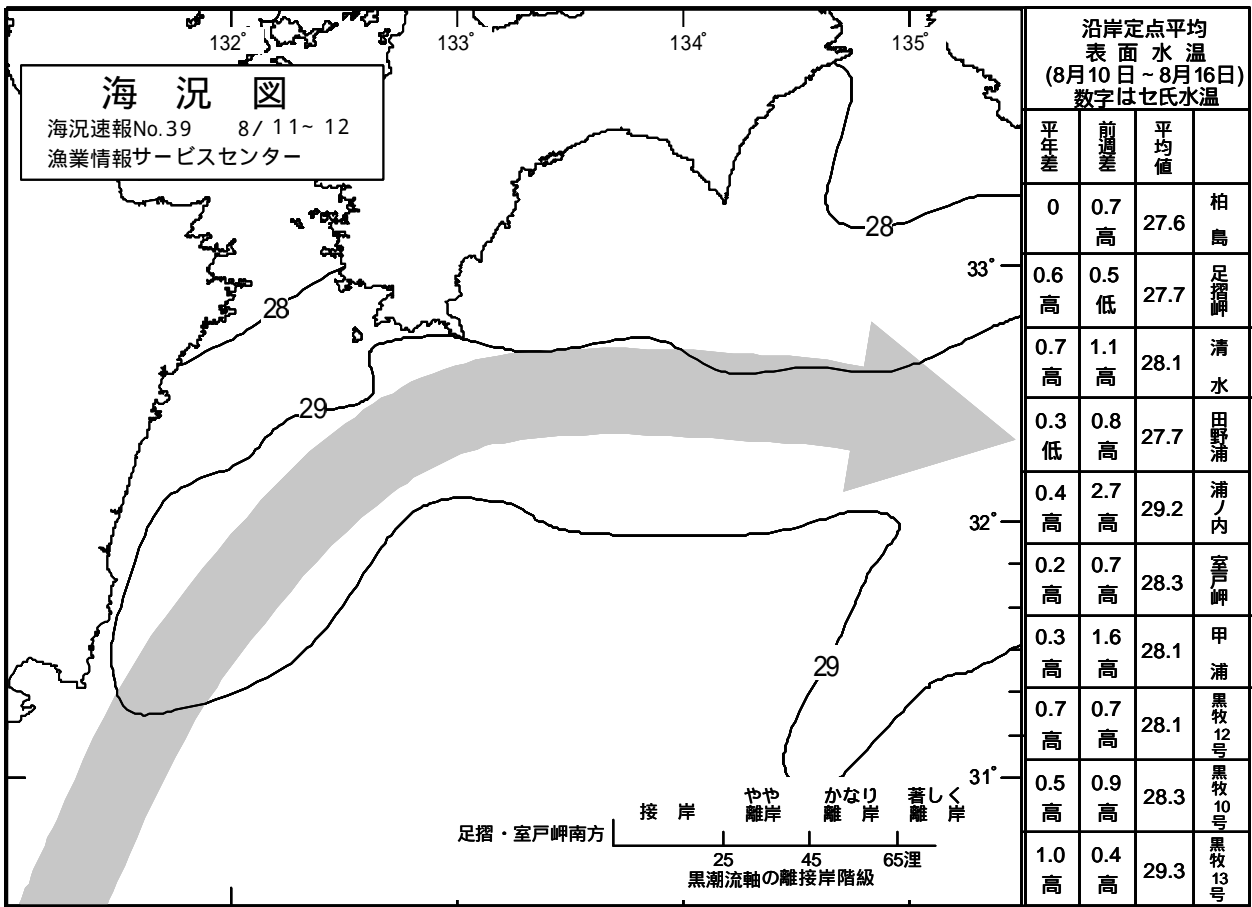 132°
133°
134°
135°
海況図
海況速報No.39 8/ 11~ 12
漁業情報サービスセンター
28
28
33°
29
32°
29
31°
接岸
やや離岸
かなり離岸
著しく離岸
足摺・室戸岬南方
25 45 65浬
黒潮流軸の離接岸階級
沿岸定点平均
表面水温
(8月10日~8月16日)
数字はセ氏水温
平年差 前週差 平均値
0 0.7高 27.6 柏島
0.6高 0.5低 27.7 足摺岬
0.7高 1.1高 28.1 清水
0.3低 0.8高 27.7 田野浦
0.4高 2.7高 29.2 浦ノ内
0.2高 0.7高 28.3 室戸岬
0.3高 1.6高 28.1 甲浦
0.7高 0.7高 28.1 黒牧12号
0.5高 0.9高 28.3 黒牧10号
1.0高 0.4高 29.3 黒牧13号